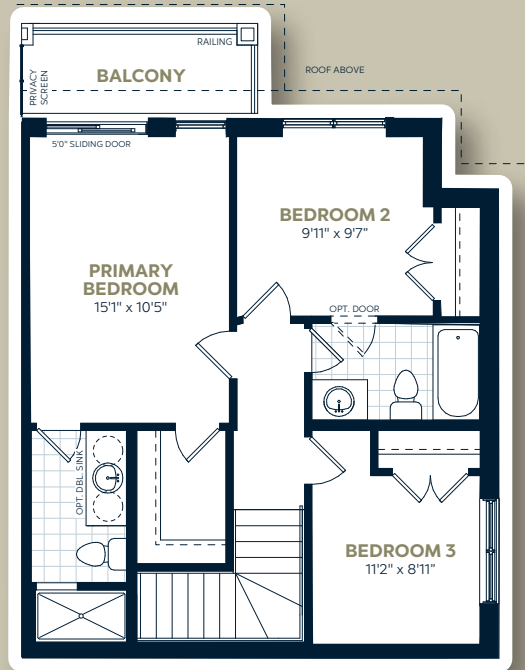 RAILING
BALCONY
PRIVACY
SCREEN
ROOF ABOVE
5'0" SLIDING DOOR
BEDROOM 2
9'11" x 9'7”
PRIMARY
BEDROOM
15'1" x 10'5"
OPT. DOOR
OPT. DBL. SINK
BEDROOM 3
11'2" x 8'11”